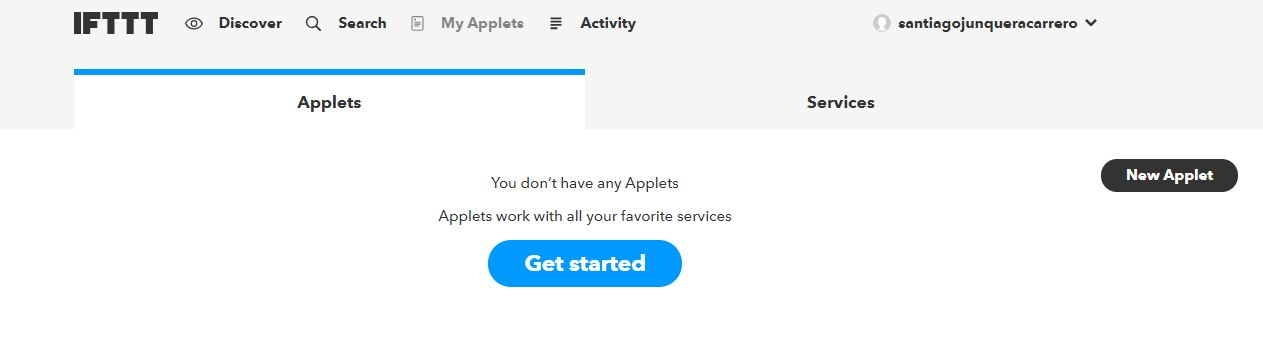 IFTTT Discover Search My Applets Activity santiagojunqueracarrero
Applets Services
New Applet
You don’t have any Applets
Applets work with all your favorite services
Get started